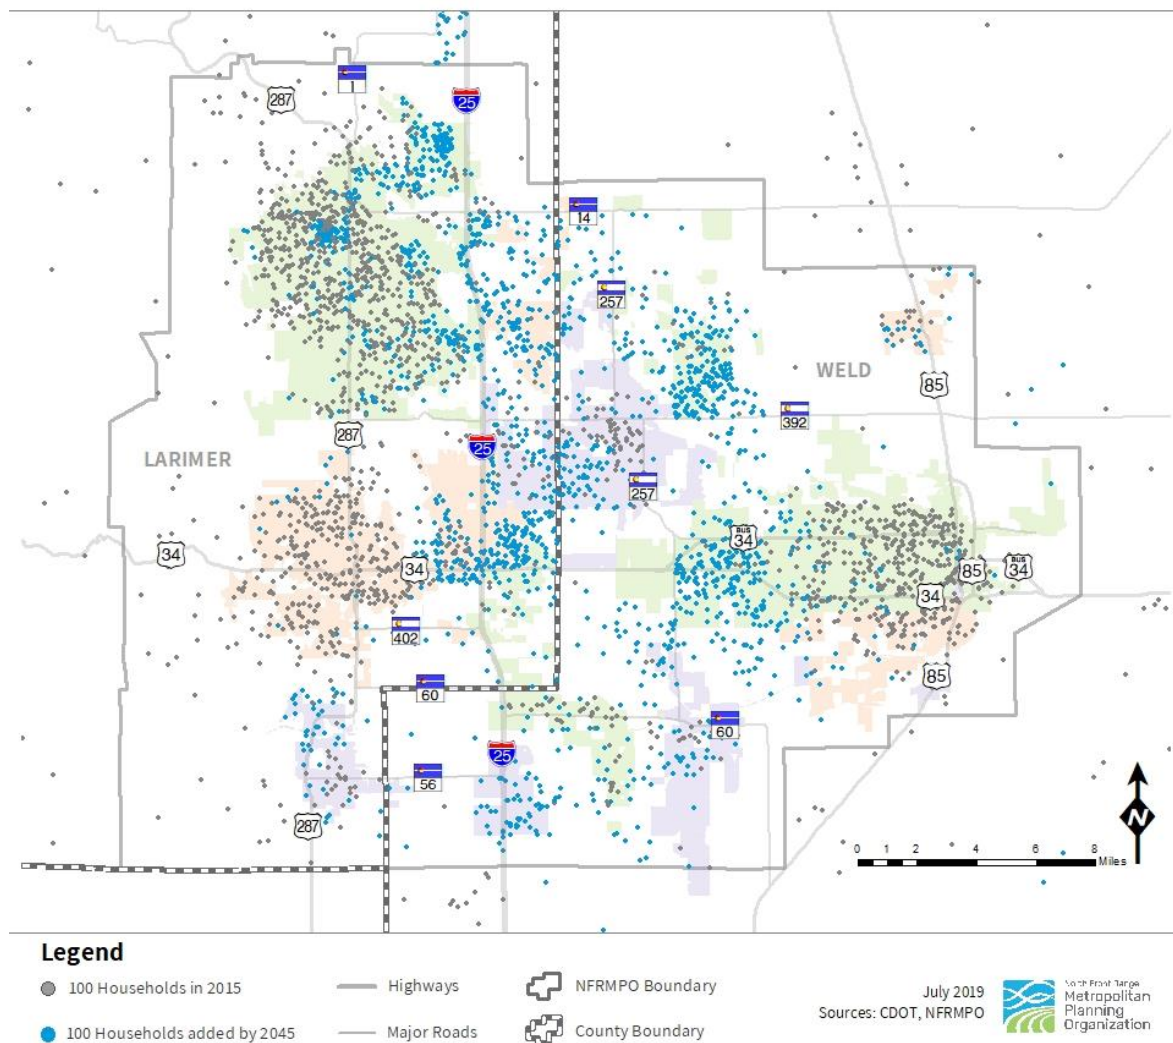 287
1
25
14
257
WELD
85
392
287
LARIMER
25
257
34
BUS
34
34
85
BUS
34
34
402
85
60
60
25
56
287
N
0 1 2 4 6 8
Miles
Legend
100 Households in 2015
Highways
NFRMPO Boundary
100 Households added by 2045
Major Roads
County Boundary
July 2019
Sources: CDOT, NFRMPO
North Front Range
Metropolitan
Planning
Organization